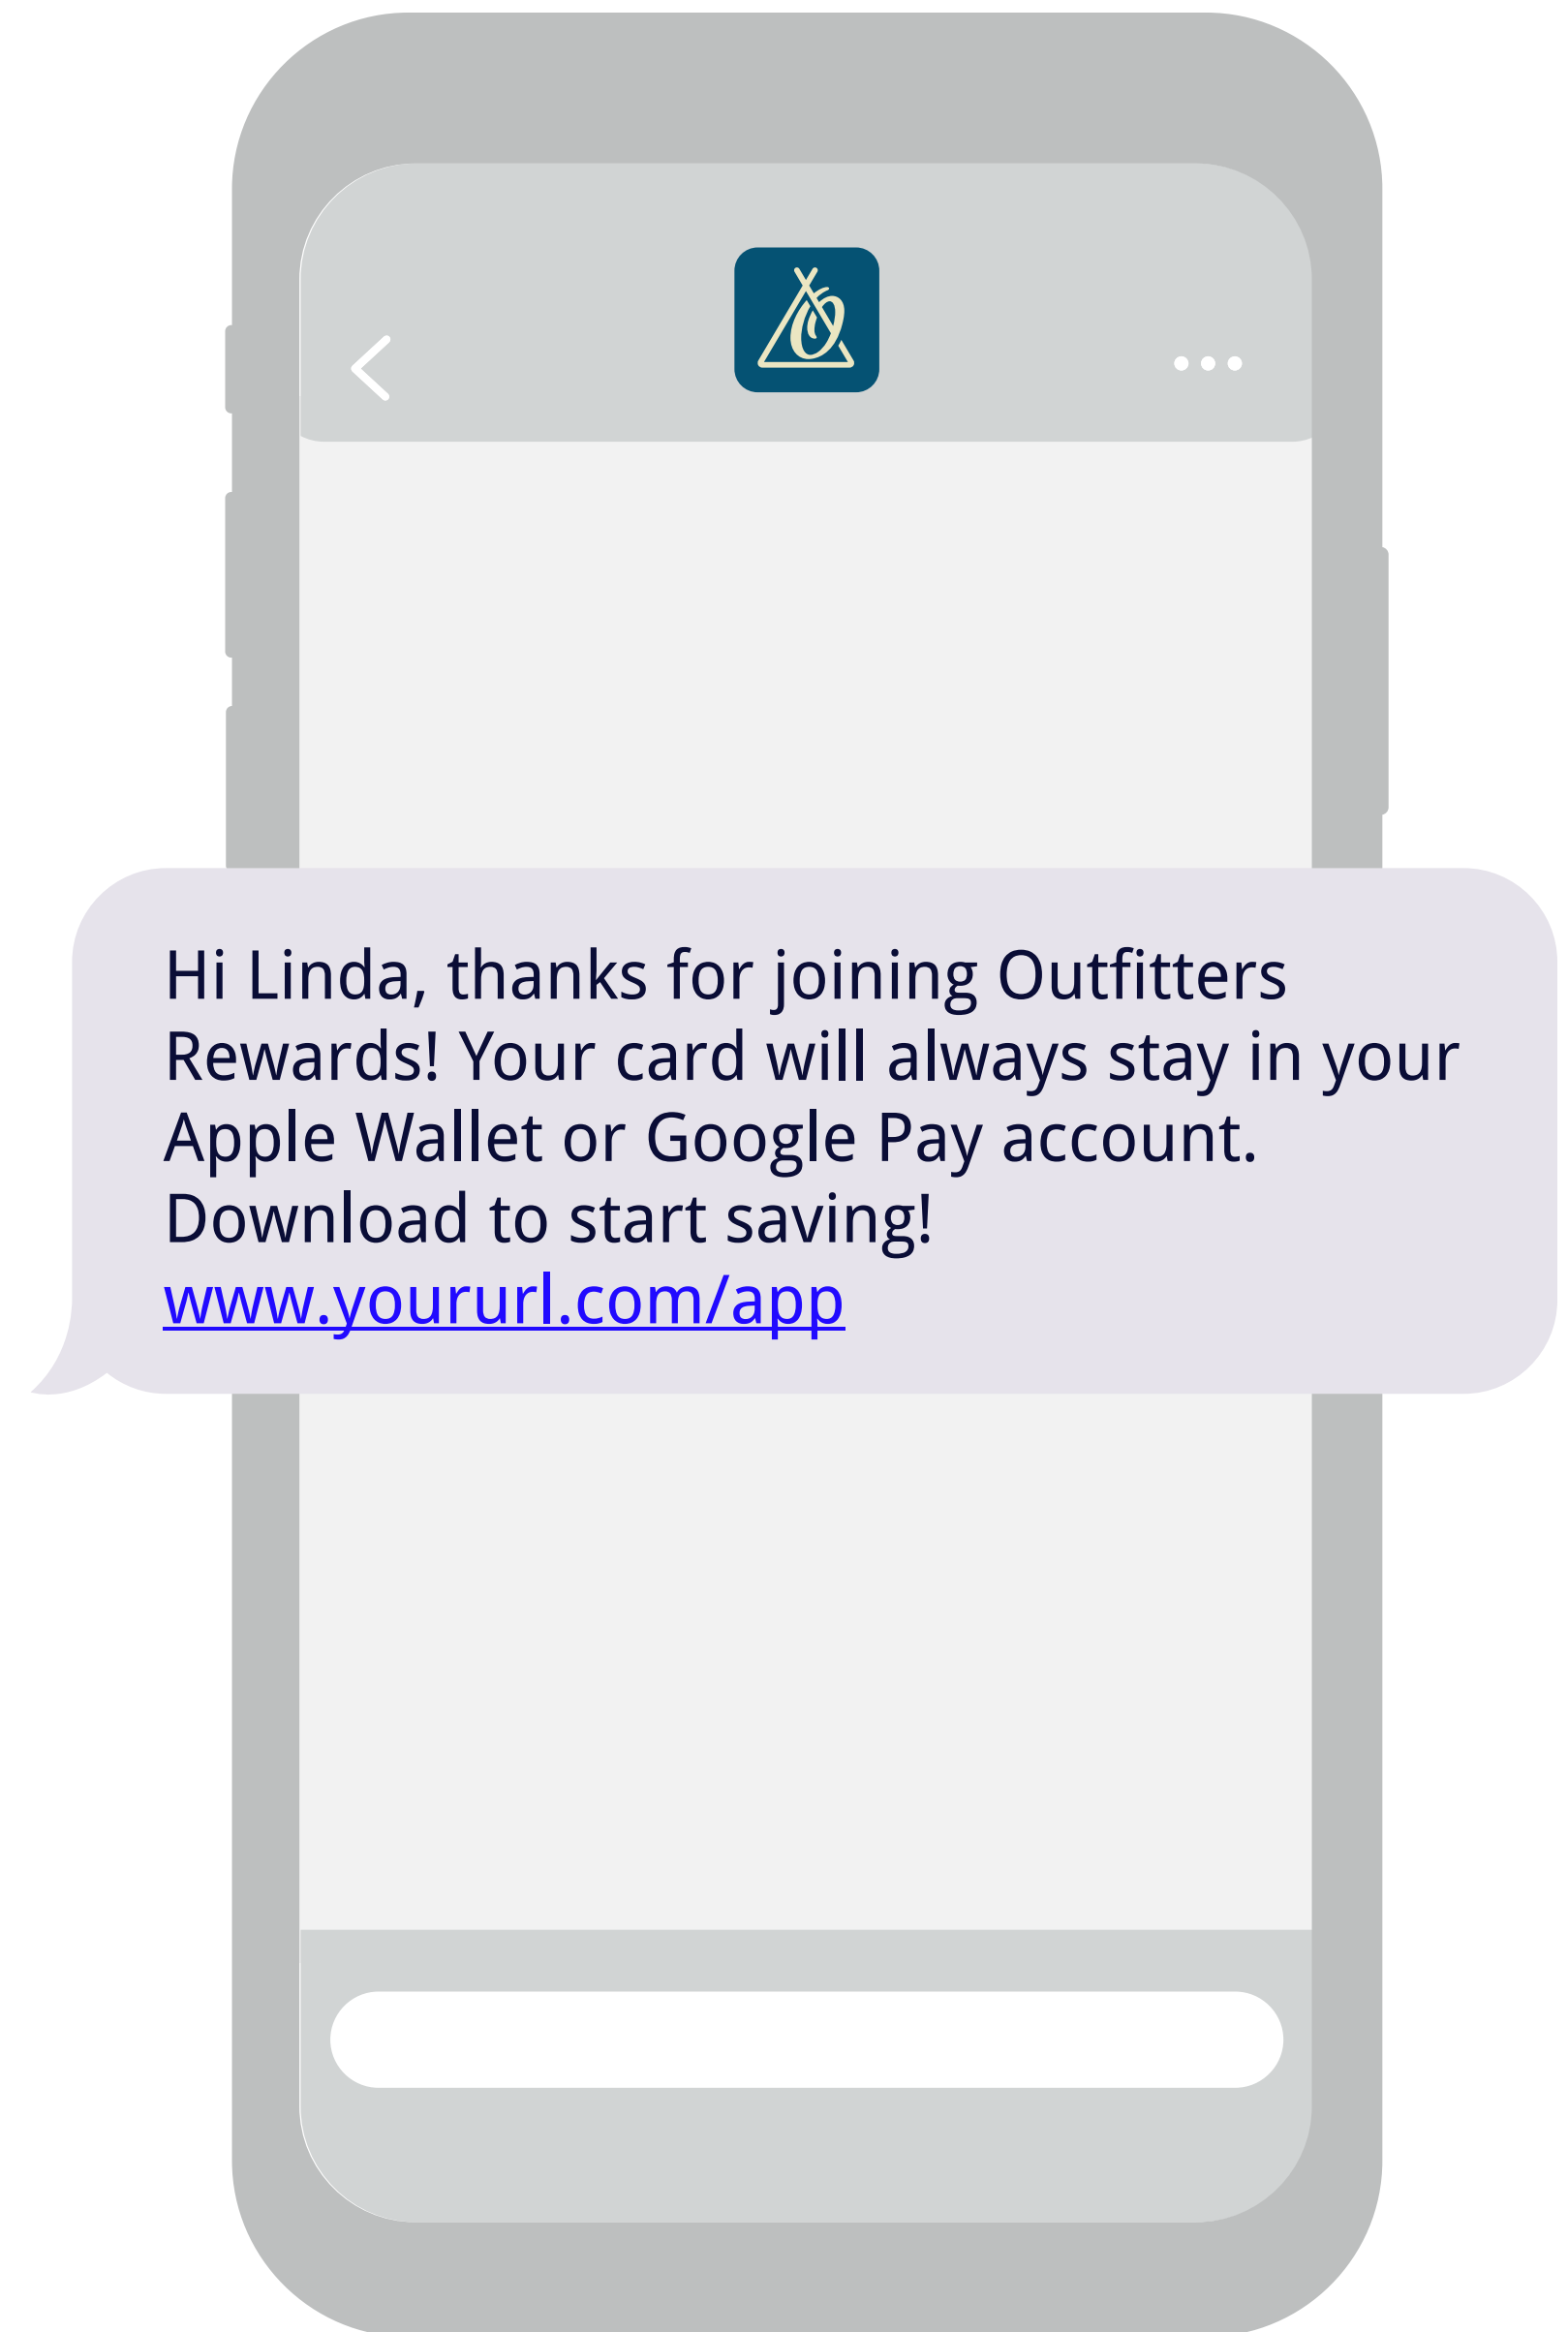 Hi Linda, thanks for joining Outfitters
Rewards! Your card will always stay in your
Apple Wallet or Google Pay account.
Download to start saving!
www.yoururl.com/app